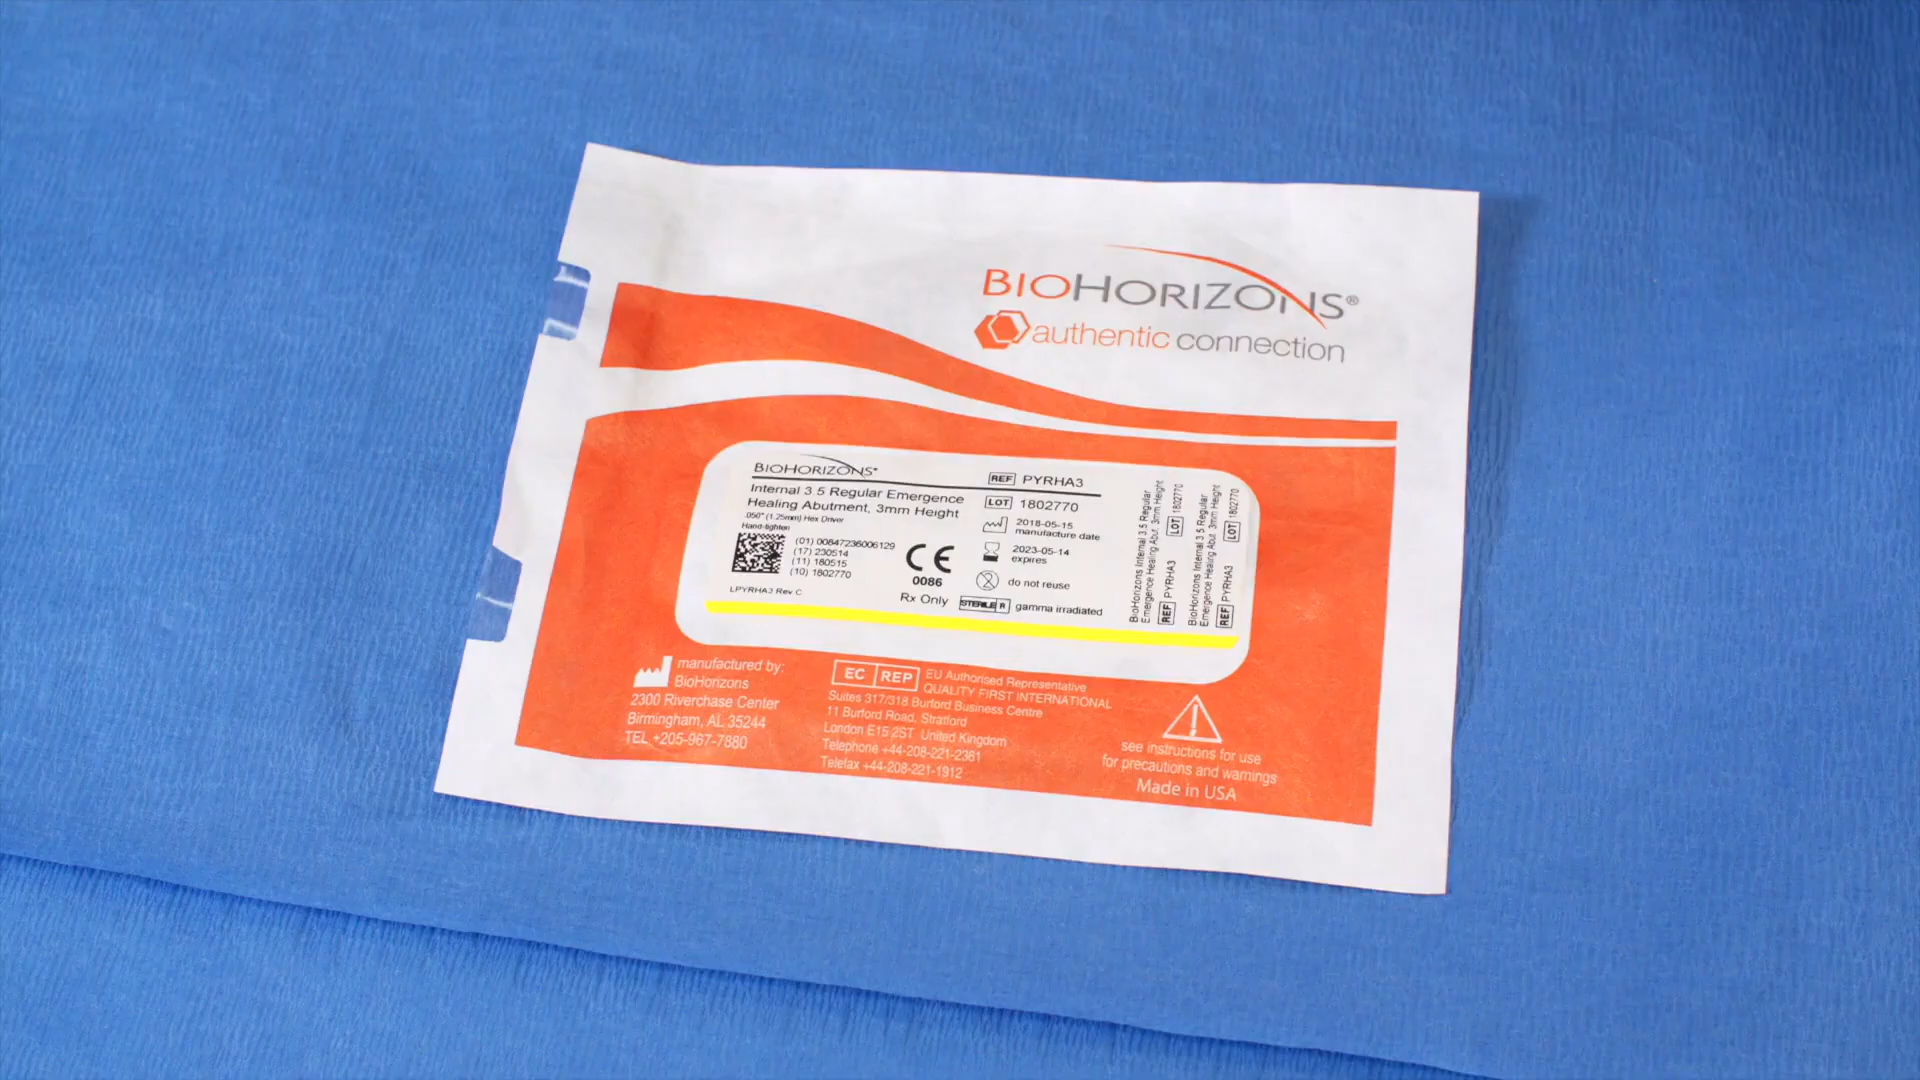 BIOHORIZONS®
authentic connection
BIOHORIZONS®
Internal 3.5 Regular Emergence
Healing Abutment, 3mm Height
.050" (1.25mm) Hex Driver
Hand-tighten
(01) 00847236006129
(17) 230514
(11) 180515
(10) 1802770
LPYRHA3 Rev C
CE
0086
Rx Only
REF PYRHA3
LOT 1802770
2018-05-15
manufacture date
2023-05-14
expires
2 do not reuse
STERILE R gamma irradiated
BioHorizons Internal 3.5 Regular
Emergence Healing Abut. 3mm Height
REF PYRHA3 LOT 1802770
BioHorizons Internal 3.5 Regular
Emergence Healing Abut. 3mm Height
REF PYRHA3 LOT 1802770
manufactured by:
BioHorizons
2300 Riverchase Center
Birmingham, AL 35244
TEL +205-967-7880
EC REP EU Authorised Representative
QUALITY FIRST INTERNATIONAL
Suites 317/318 Burford Business Centre
11 Burford Road, Stratford
London E15 2ST United Kingdom
Telephone +44-208-221-2361
Telefax +44-208-221-1912
see instructions for use
for precautions and warnings
Made in USA